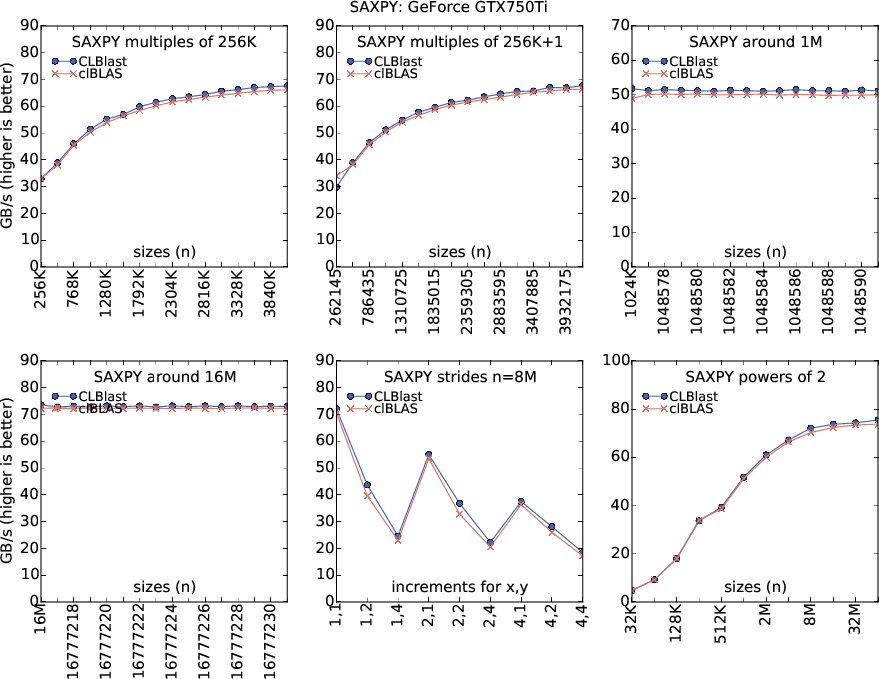 SAXPY: GeForce GTX750Ti
GB/s (higher is better)
90
80
70
60
50
40
30
20
10
0
SAXPY multiples of 256K
CLBlast
clBLAS
sizes (n)
256K
768K
1280K
1792K
2304K
2816K
3328K
3840K
90
80
70
60
50
40
30
20
10
0
SAXPY multiples of 256K+1
CLBlast
clBLAS
sizes (n)
262145
786435
1310725
1835015
2359305
2883595
3407885
3932175
70
60
50
40
30
20
10
0
SAXPY around 1M
CLBlast
clBLAS
sizes (n)
1024K
1048578
1048580
1048582
1048584
1048586
1048588
1048590
GB/s (higher is better)
90
80
70
60
50
40
30
20
10
0
SAXPY around 16M
CLBlast
clBLAS
sizes (n)
16M
16777218
16777220
16777222
16777224
16777226
16777228
16777230
90
80
70
60
50
40
30
20
10
0
SAXPY strides n=8M
CLBlast
clBLAS
increments for x,y
1,1
1,2
1,4
2,1
2,2
2,4
4,1
4,2
4,4
100
80
60
40
20
0
SAXPY powers of 2
CLBlast
clBLAS
sizes (n)
32K
128K
512K
2M
8M
32M